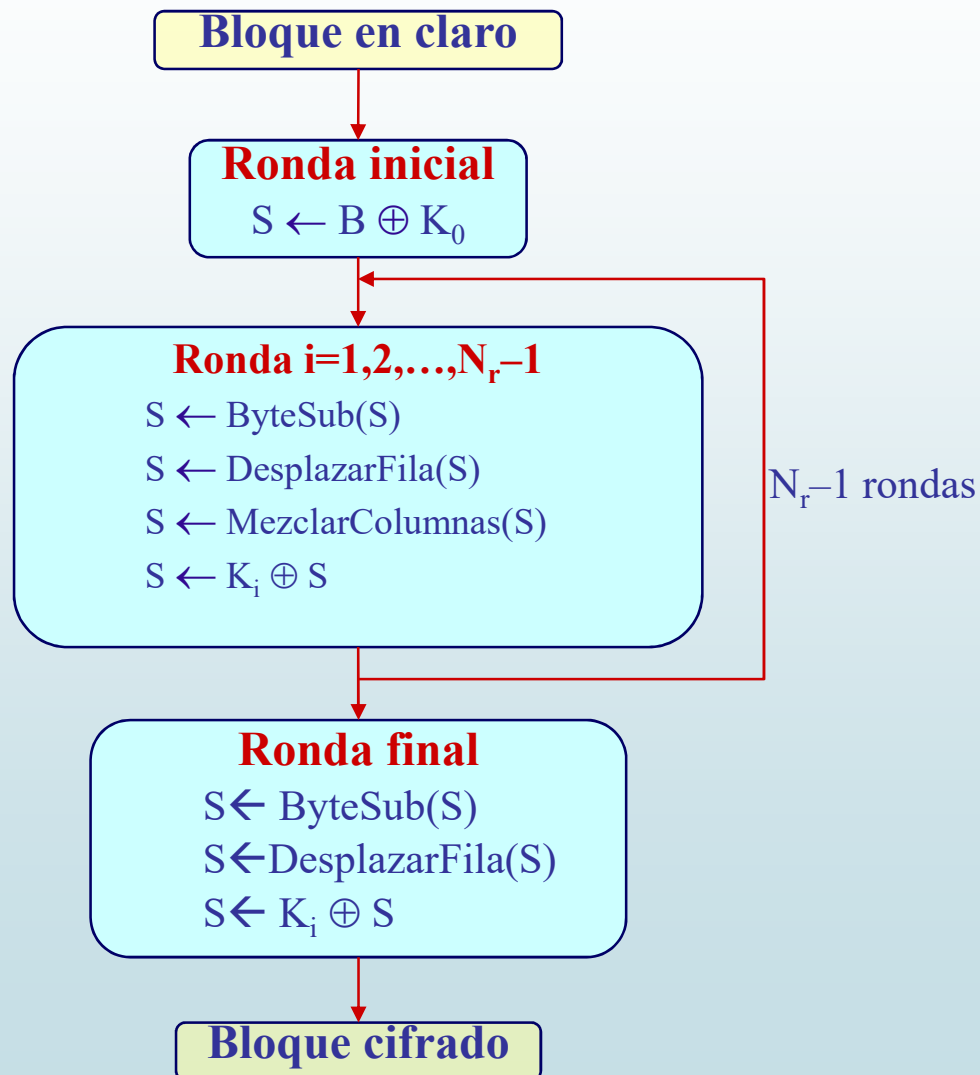 Bloque en claro
Ronda inicial
S ← B ⊕ K₀
Ronda i=1,2,…,Nᵣ–1
S ← ByteSub(S)
S ← DesplazarFila(S)
S ← MezclarColumnas(S)
S ← Kᵢ ⊕ S
Nᵣ–1 rondas
Ronda final
S← ByteSub(S)
S←DesplazarFila(S)
S← Kᵢ ⊕ S
Bloque cifrado